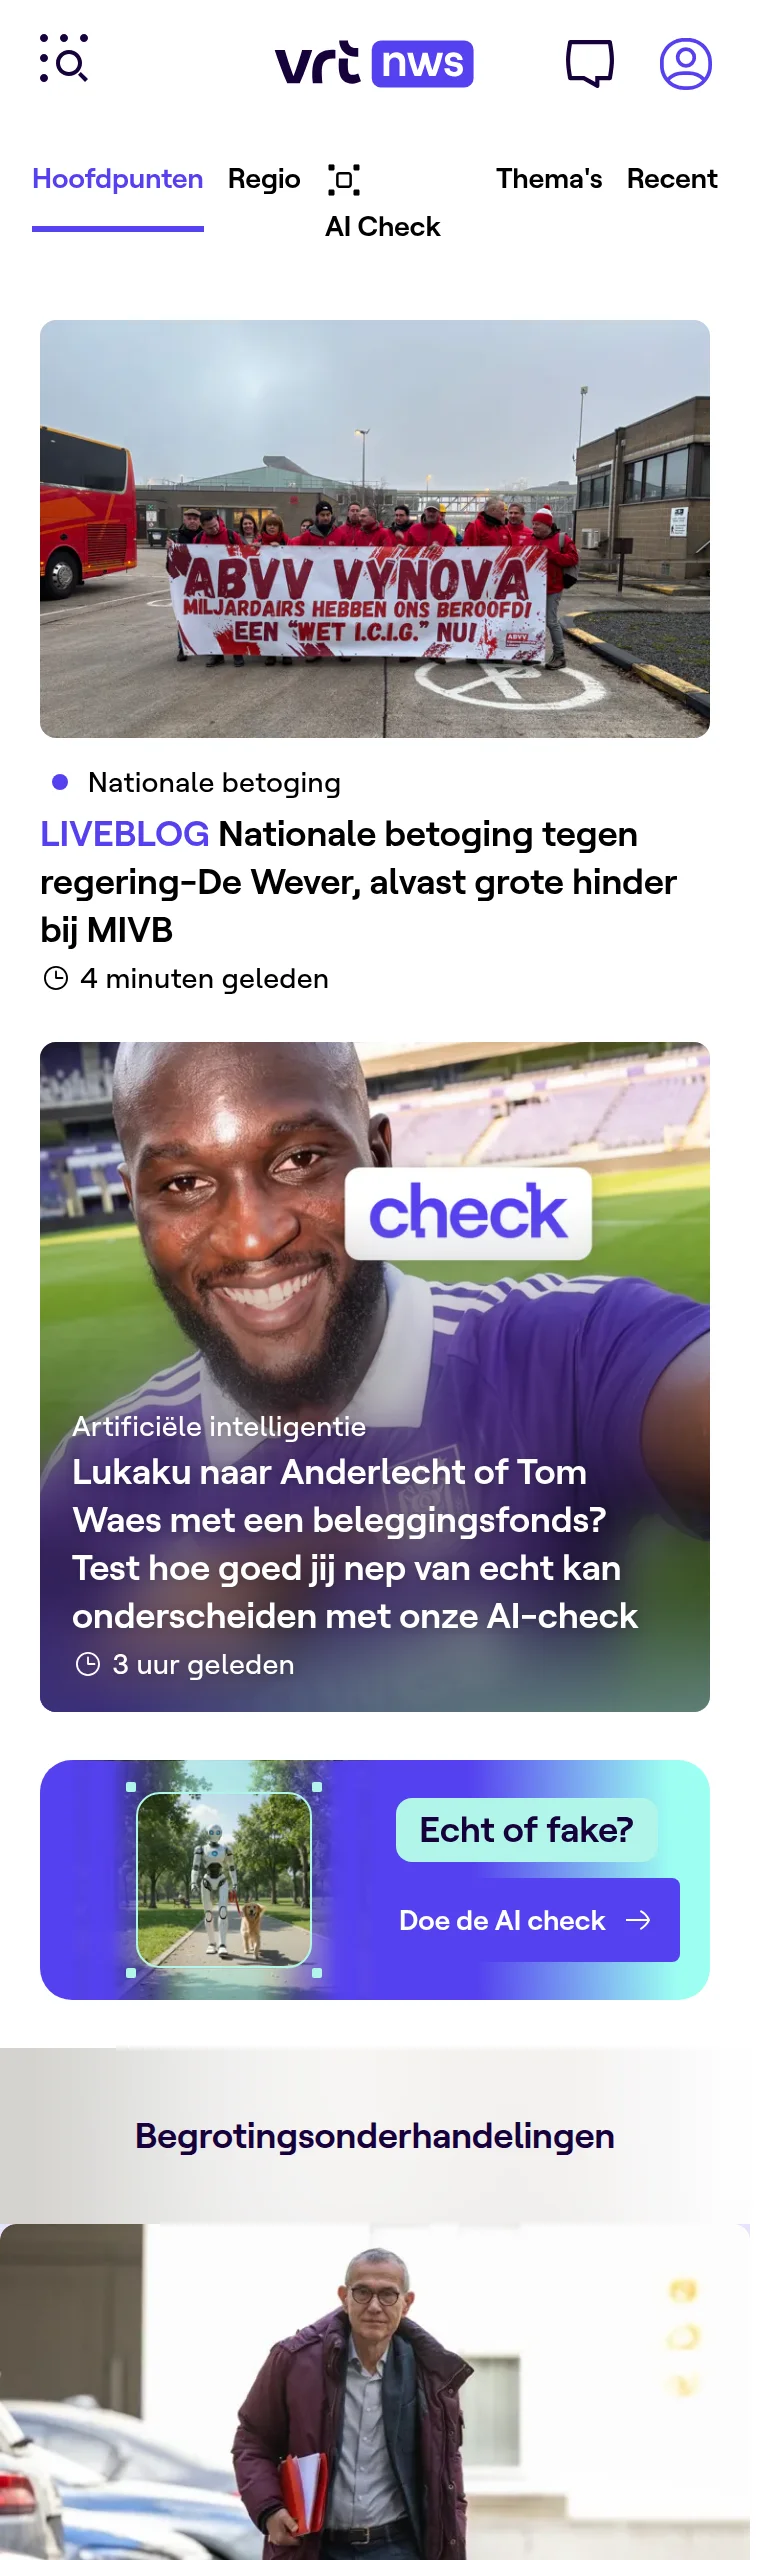 vrt nws
Hoofdpunten Regio AI Check Thema's Recent
ABVV VYNOVA
MILJARDAIRS HEBBEN ONS BEROOFD!
EEN "WET I.C.I.G." NU!
ABVV
Nationale betoging
LIVEBLOG Nationale betoging tegen
regering-De Wever, alvast grote hinder
bij MIVB
4 minuten geleden
check
Artificiële intelligentie
Lukaku naar Anderlecht of Tom
Waes met een beleggingsfonds?
Test hoe goed jij nep van echt kan
onderscheiden met onze AI-check
3 uur geleden
Echt of fake?
Doe de AI check
Begrotingsonderhandelingen